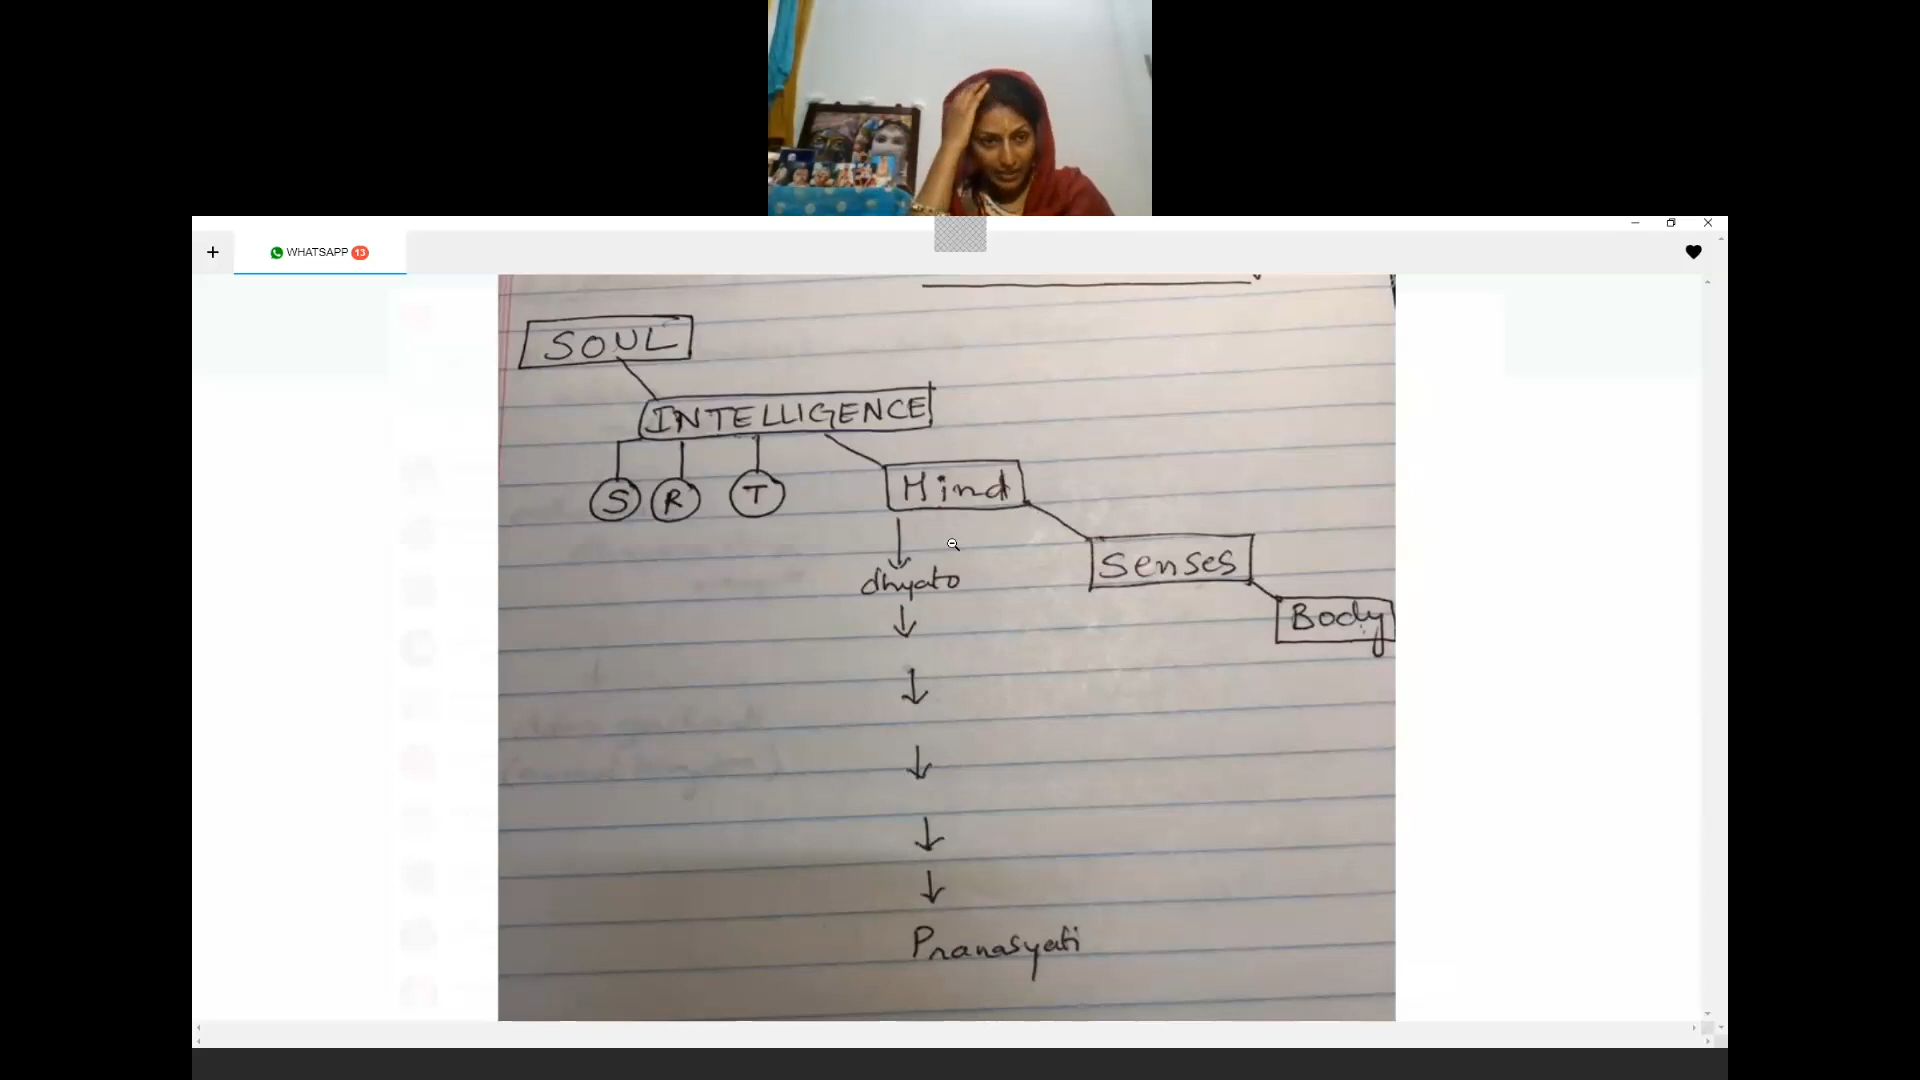 WHATSAPP 13
SOUL
INTELLIGENCE
S R T
Mind
dhyato
Senses
Body
Pranasyati